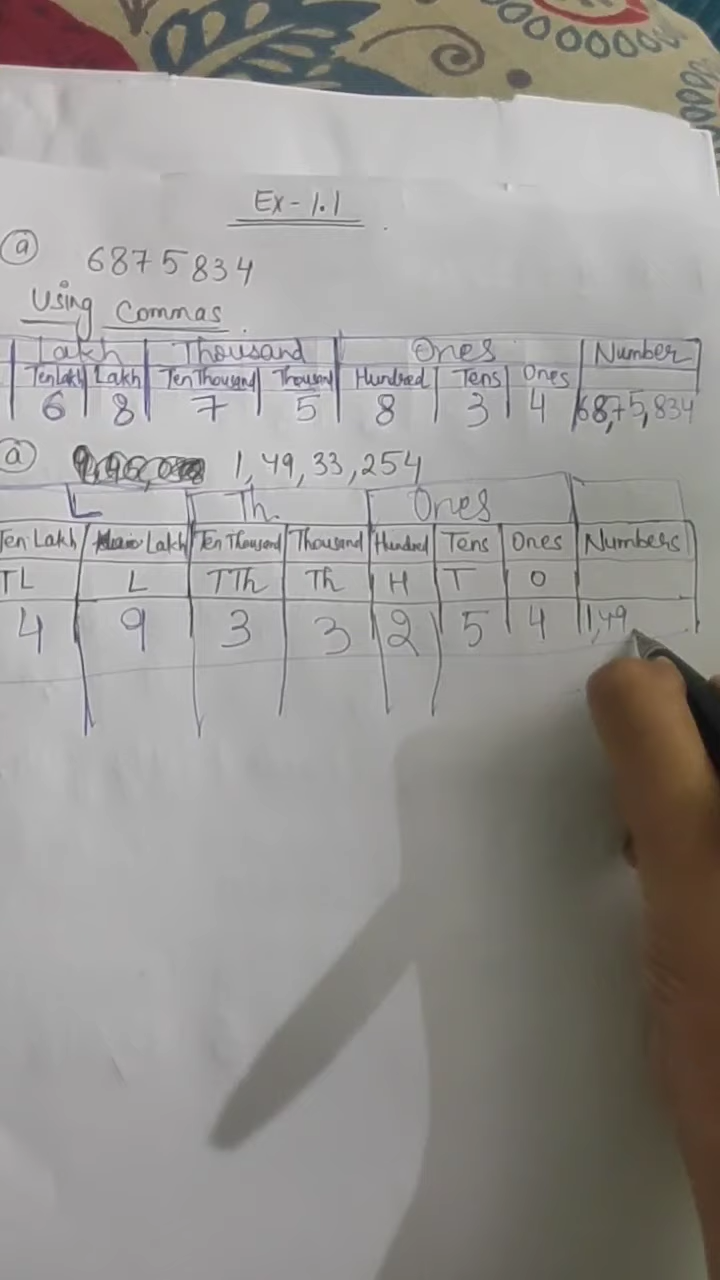 Ex - 1.1
a 6875834
Using Commas
Lakh Thousand Ones Number
Ten Lakh Lakh Ten Thousand Thousand Hundred Tens Ones
6 8 7 5 8 3 4 68,75,834
a 1,49,33,254
L Th Ones
Ten Lakh Lakh Ten Thousand Thousand Hundred Tens Ones Numbers
TL L TTh Th H T O
4 9 3 3 2 5 4 1,49